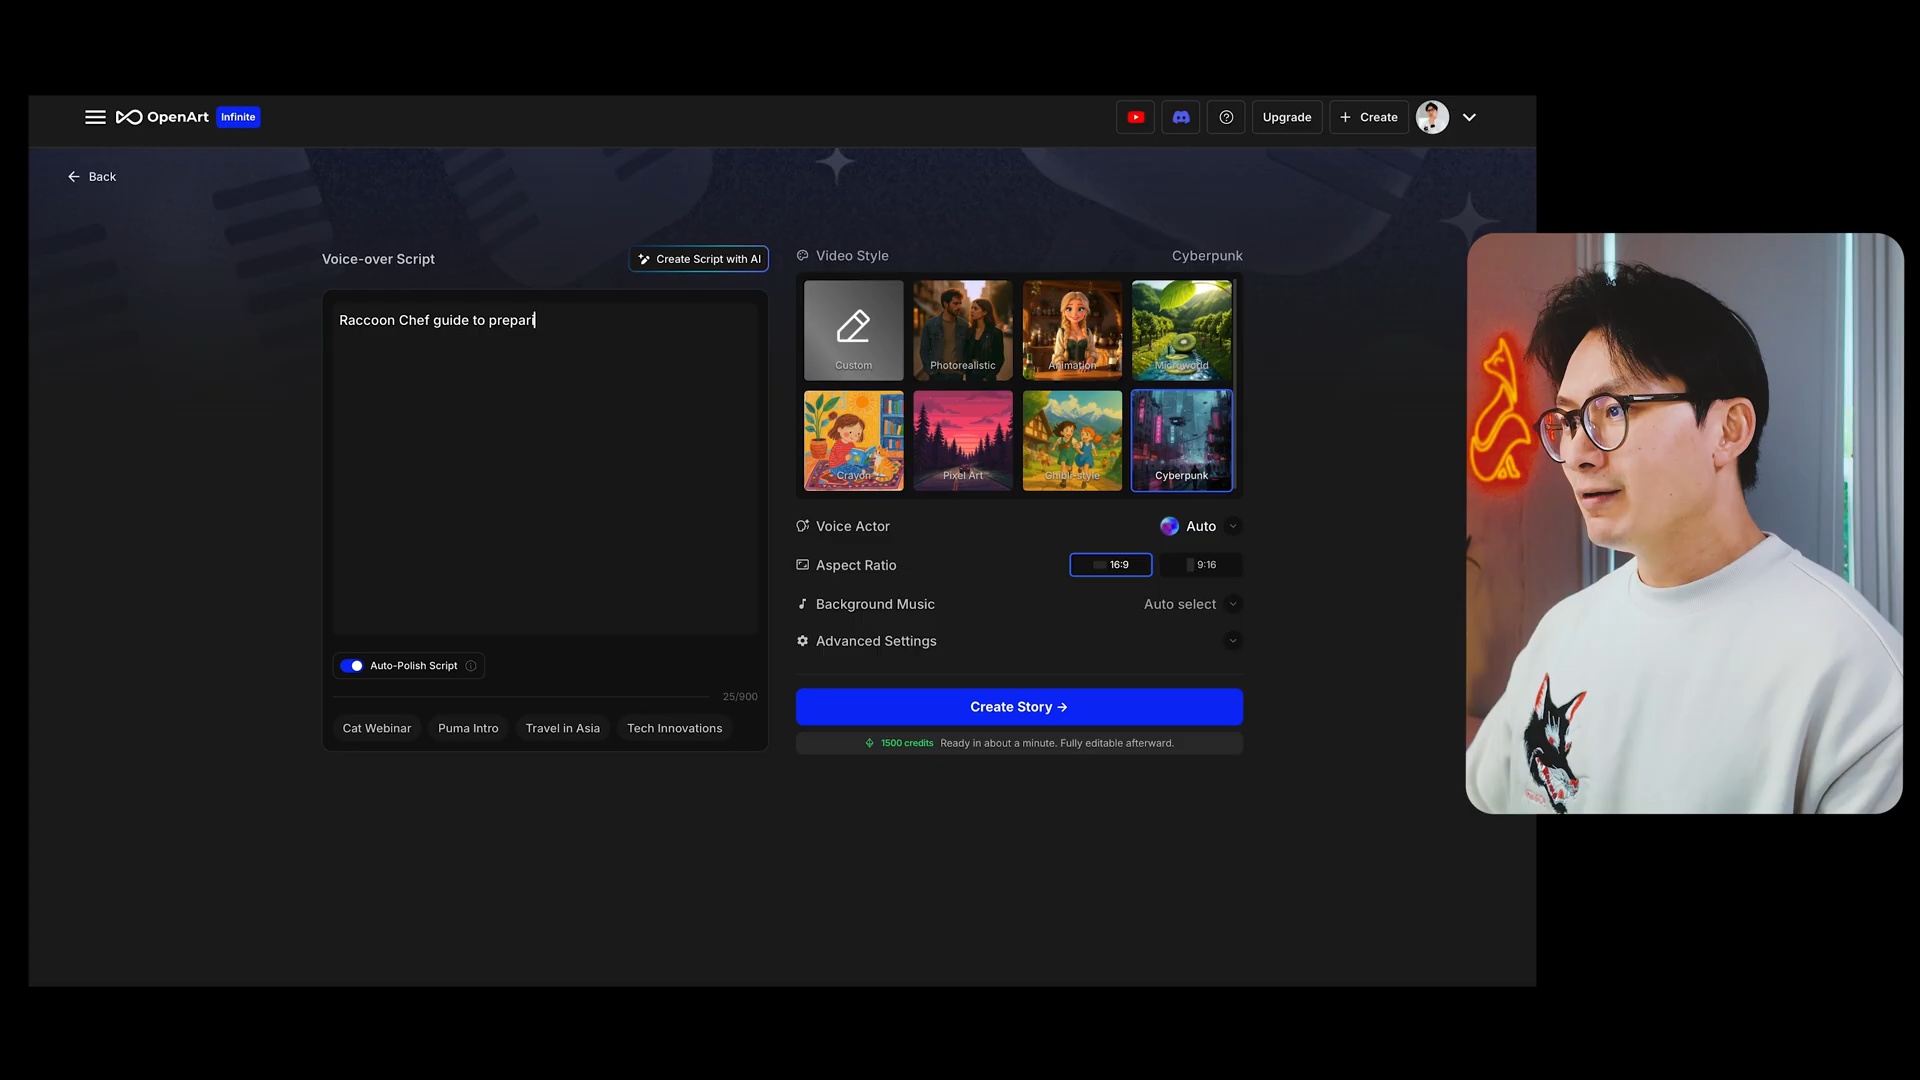 OpenArt Infinite
Upgrade
+ Create
Back
Voice-over Script
Create Script with AI
Raccoon Chef guide to prepari
Auto-Polish Script
25/900
Cat Webinar
Puma Intro
Travel in Asia
Tech Innovations
Video Style
Cyberpunk
Custom
Photorealistic
Animation
Microworld
Crayon
Pixel Art
Ghibli-style
Cyberpunk
Voice Actor
Auto
Aspect Ratio
16:9
9:16
Background Music
Auto select
Advanced Settings
Create Story →
1500 credits Ready in about a minute. Fully editable afterward.